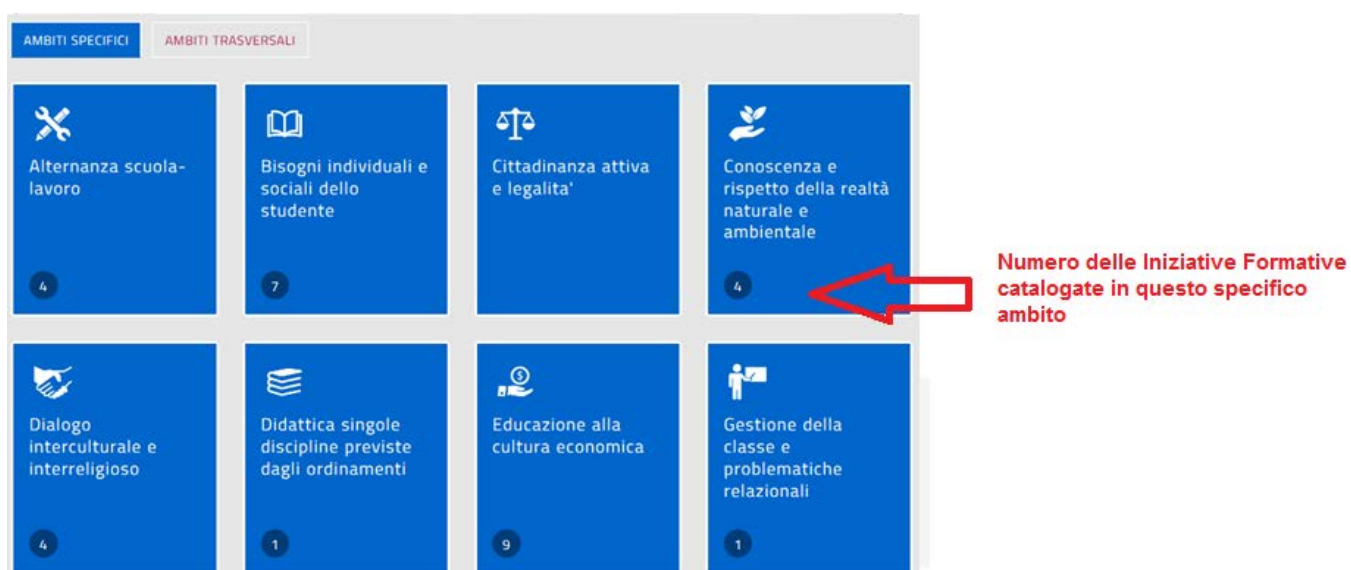 AMBITI SPECIFICI
AMBITI TRASVERSALI
Alternanza scuola-
lavoro
4
Bisogni individuali e
sociali dello
studente
7
Cittadinanza attiva
e legalita'
Conoscenza e
rispetto della realtà
naturale e
ambientale
4
Numero delle Iniziative Formative
catalogate in questo specifico
ambito
Dialogo
interculturale e
interreligioso
4
Didattica singole
discipline previste
dagli ordinamenti
1
Educazione alla
cultura economica
9
Gestione della
classe e
problematiche
relazionali
1